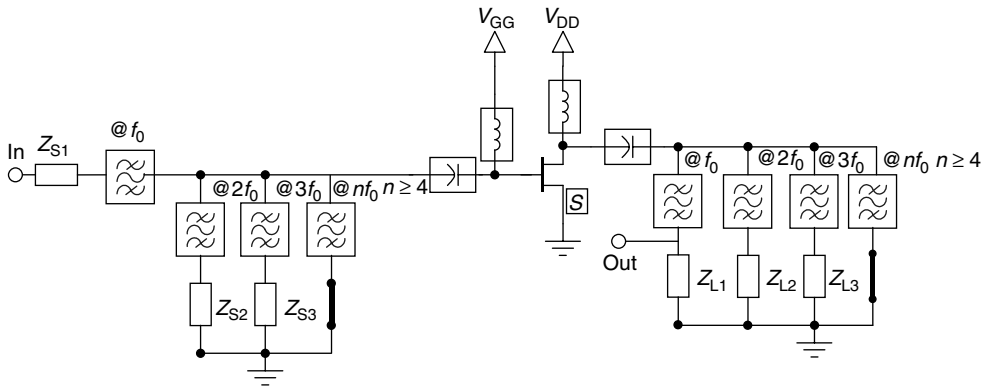 V_GG
V_DD
In
Z_S1
@f_0
@2f_0
@3f_0
@nf_0 n ≥ 4
S
@f_0
@2f_0
@3f_0
@nf_0 n ≥ 4
Out
Z_S2
Z_S3
Z_L1
Z_L2
Z_L3